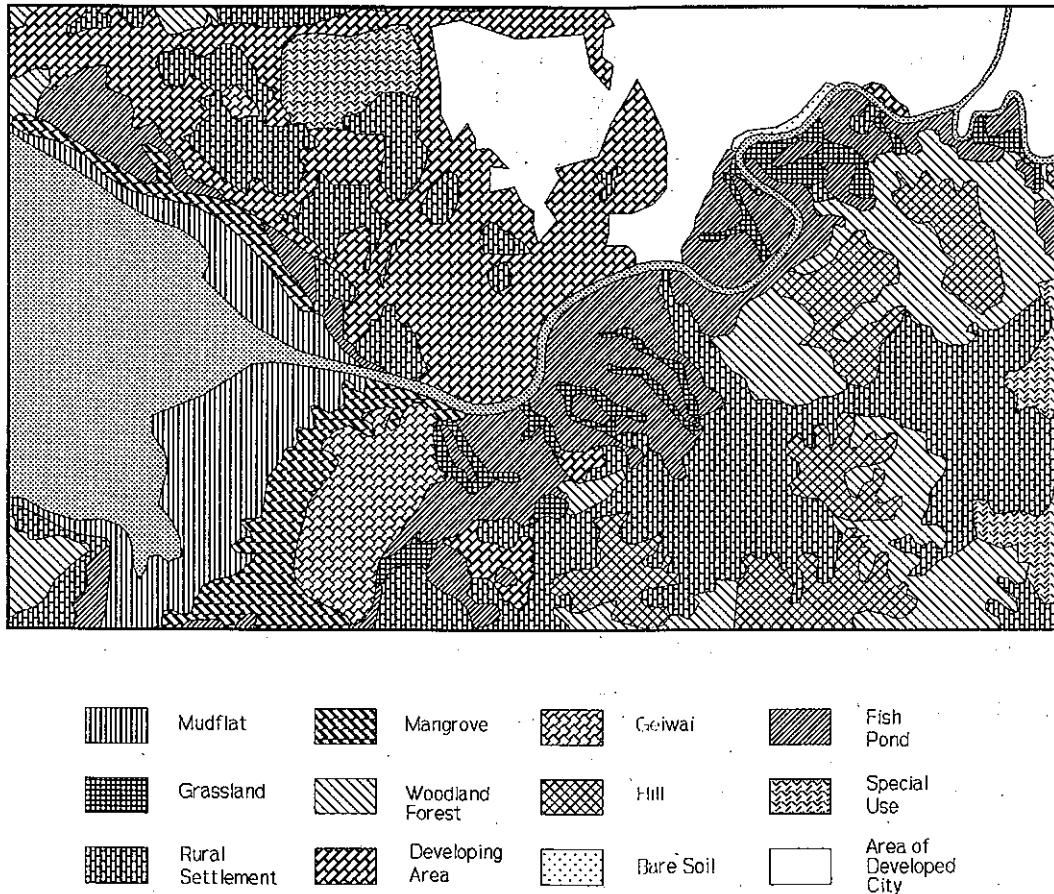 Mudflat
Mangrove
Geiwai
Fish
Pond
Grassland
Woodland
Forest
Hill
Special
Use
Rural
Settlement
Developing
Area
Bare Soil
Area of
Developed
City